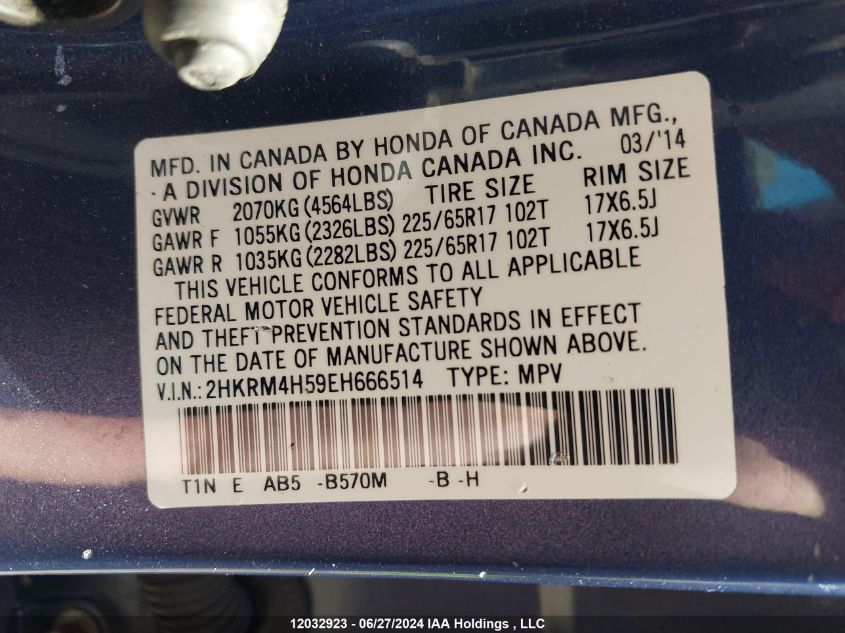 MFD. IN CANADA BY HONDA OF CANADA MFG.,
- A DIVISION OF HONDA CANADA INC. 03/'14
GVWR 2070KG (4564LBS) TIRE SIZE RIM SIZE
GAWR F 1055KG (2326LBS) 225/65R17 102T 17X6.5J
GAWR R 1035KG (2282LBS) 225/65R17 102T 17X6.5J
THIS VEHICLE CONFORMS TO ALL APPLICABLE
FEDERAL MOTOR VEHICLE SAFETY
AND THEFT PREVENTION STANDARDS IN EFFECT
ON THE DATE OF MANUFACTURE SHOWN ABOVE.
V.I.N.: 2HKRM4H59EH666514 TYPE: MPV
T1N E AB5 -B570M -B -H
12032923 - 06/27/2024 IAA Holdings , LLC